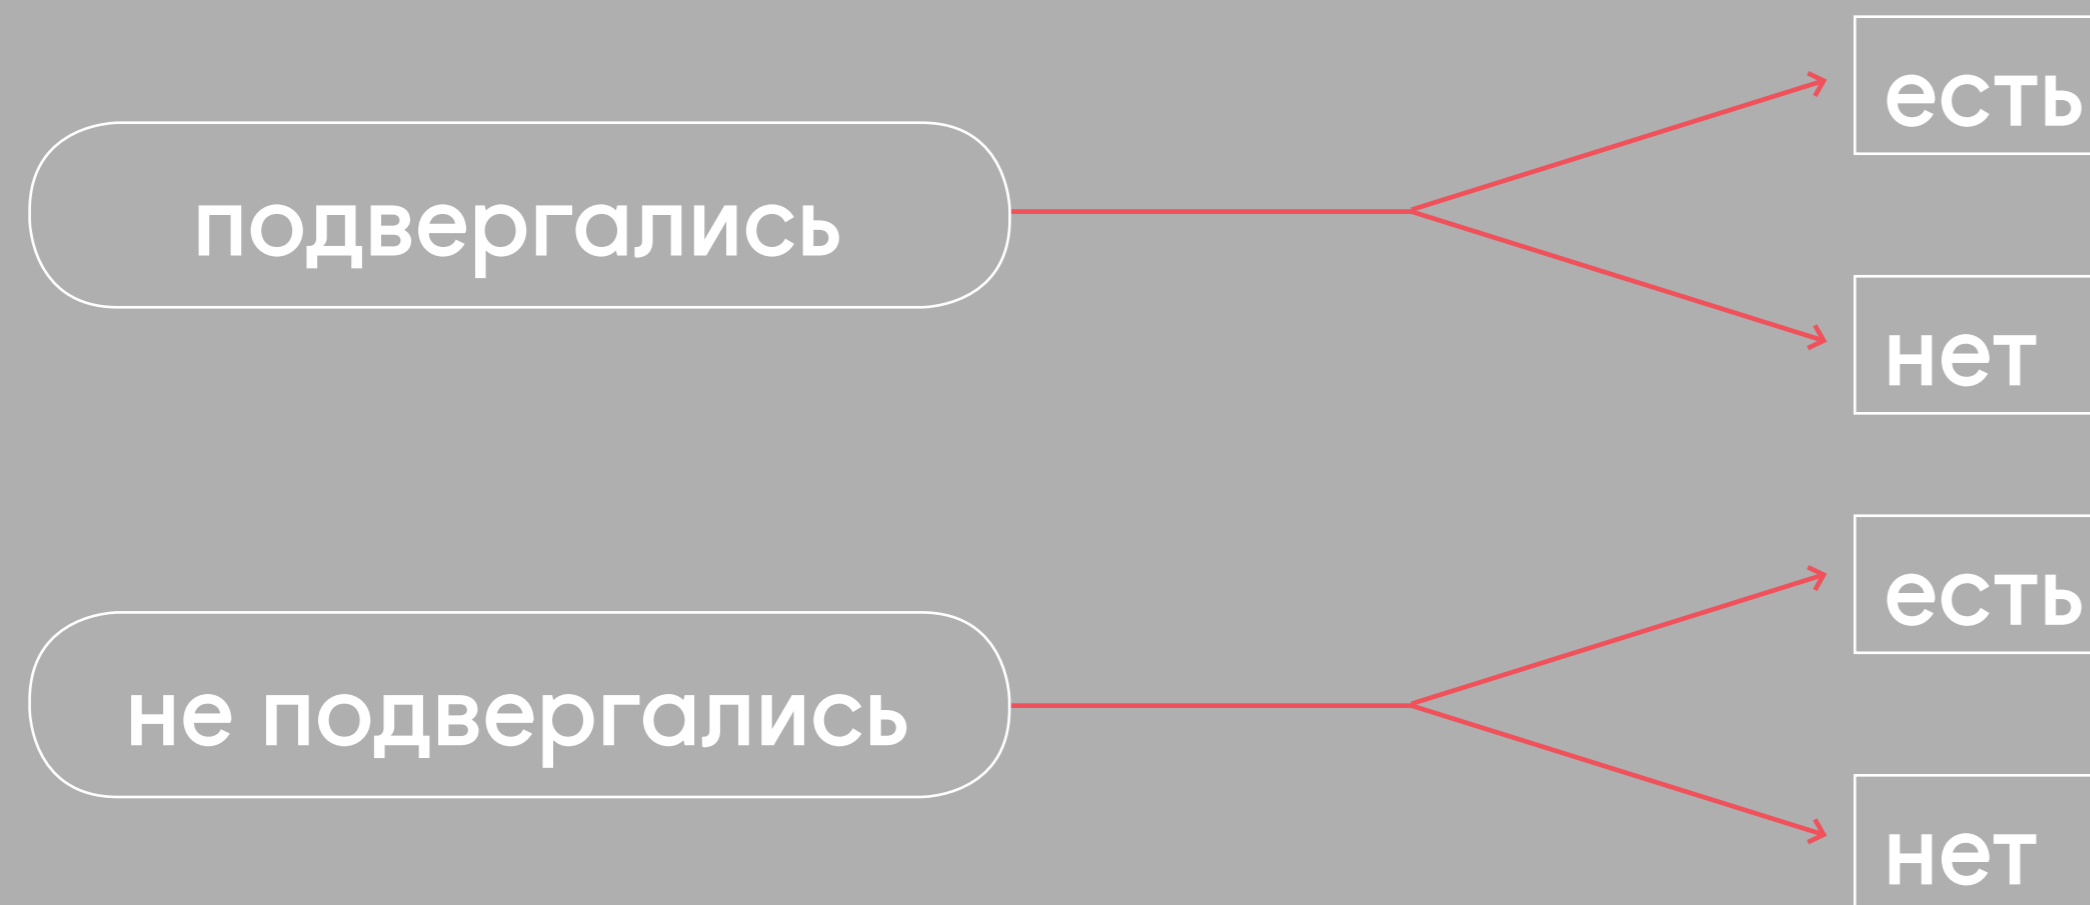 есть
подвергались
нет
есть
не подвергались
нет